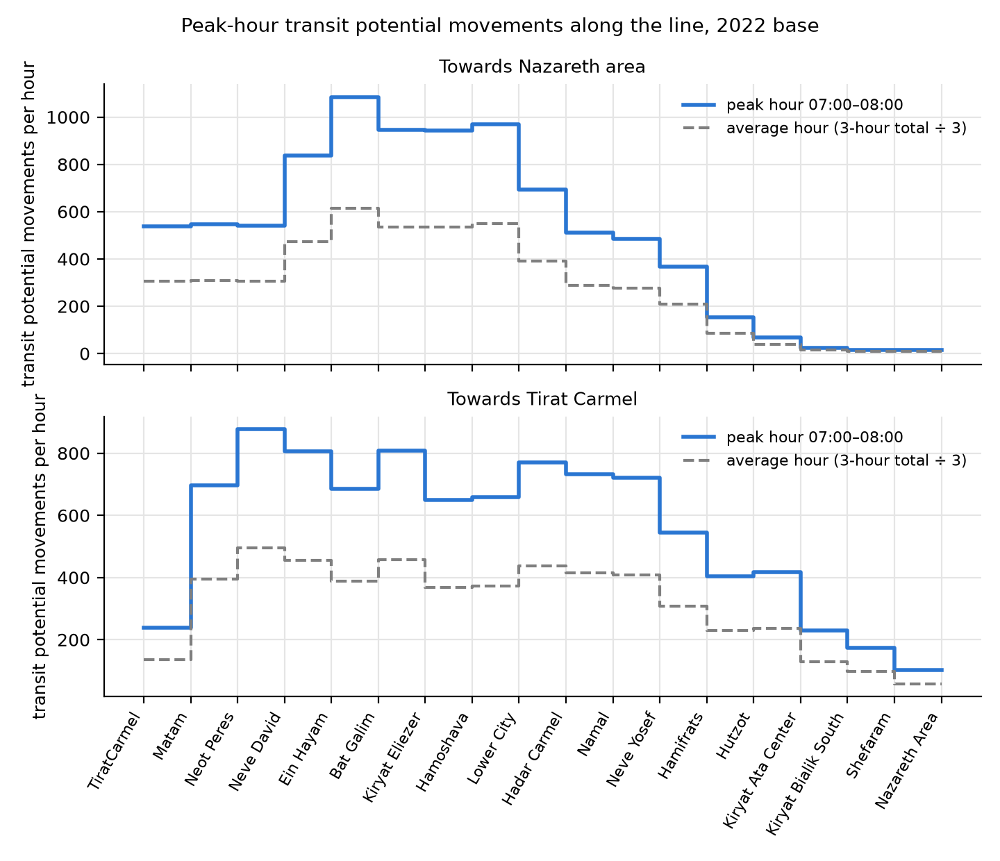 Peak-hour transit potential movements along the line, 2022 base
Towards Nazareth area
transit potential movements per hour
1000
800
600
400
200
0
peak hour 07:00–08:00
average hour (3-hour total ÷ 3)
Towards Tirat Carmel
transit potential movements per hour
800
600
400
200
peak hour 07:00–08:00
average hour (3-hour total ÷ 3)
TiratCarmel
Matam
Neot Peres
Neve David
Ein Hayam
Bat Galim
Kiryat Eliezer
Hamoshava
Lower City
Hadar Carmel
Namal
Neve Yosef
Hamifrats
Hutzot
Kiryat Ata Center
Kiryat Bialik South
Shefaram
Nazareth Area